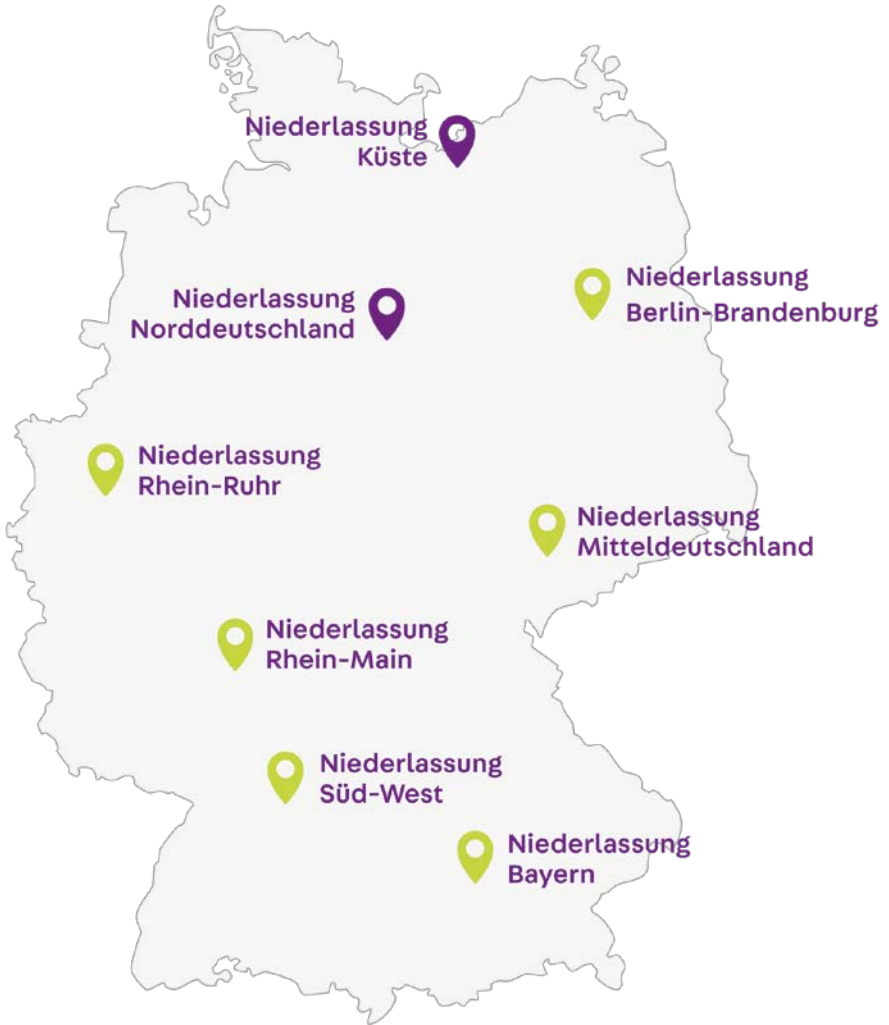 Niederlassung
Küste
Niederlassung
Berlin-Brandenburg
Niederlassung
Norddeutschland
Niederlassung
Rhein-Ruhr
Niederlassung
Mitteldeutschland
Niederlassung
Rhein-Main
Niederlassung
Süd-West
Niederlassung
Bayern